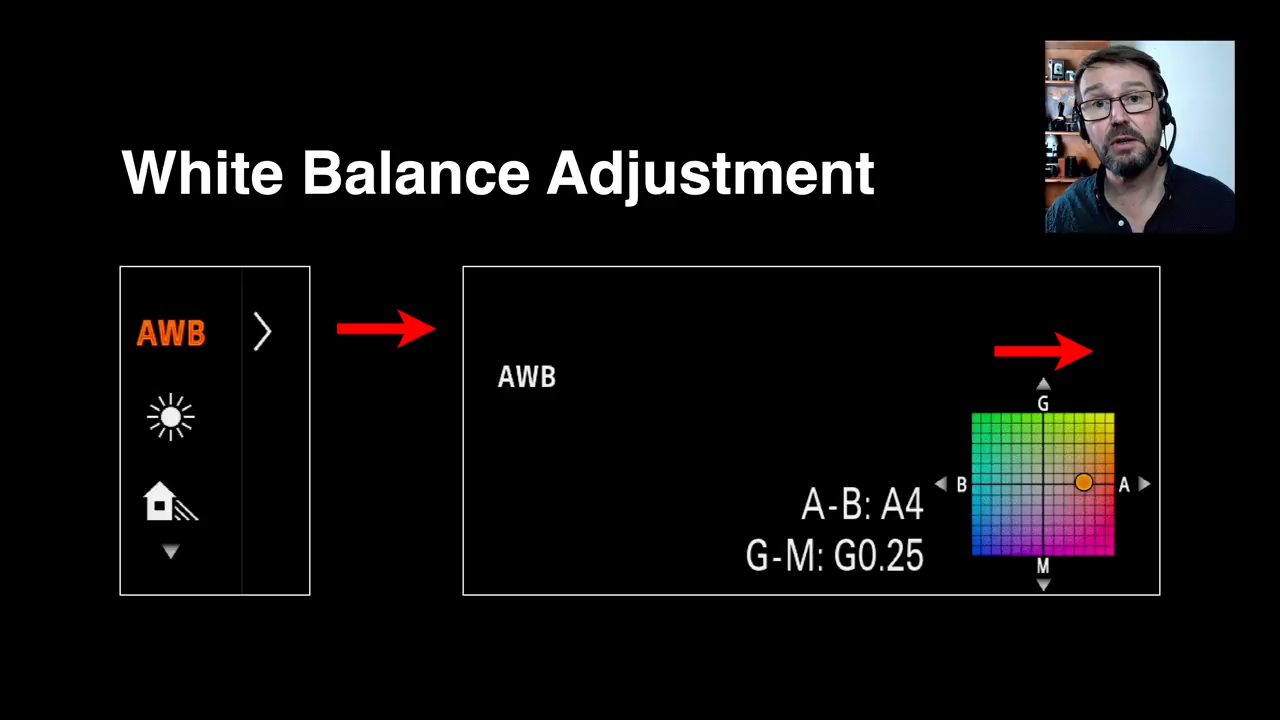 White Balance Adjustment
AWB
AWB
G
B
A
A-B: A4
G-M: G0.25
M